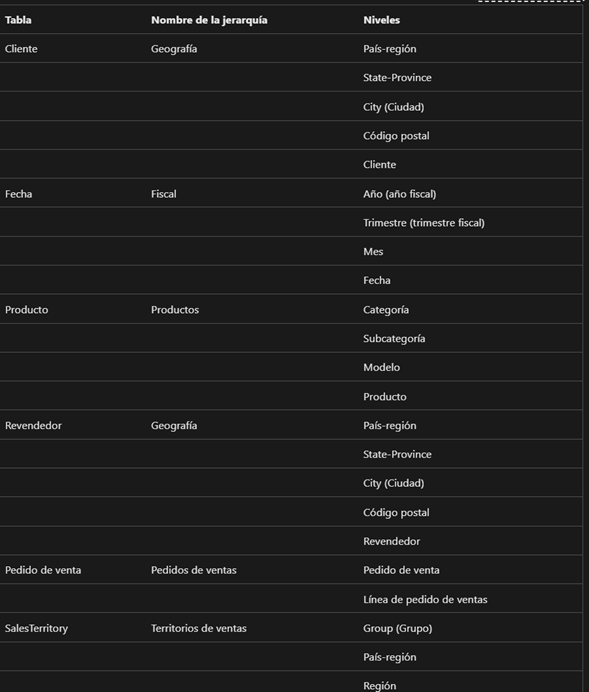 Tabla Nombre de la jerarquía Niveles
Cliente Geografía País-región
State-Province
City (Ciudad)
Código postal
Cliente
Fecha Fiscal Año (año fiscal)
Trimestre (trimestre fiscal)
Mes
Fecha
Producto Productos Categoría
Subcategoría
Modelo
Producto
Revendedor Geografía País-región
State-Province
City (Ciudad)
Código postal
Revendedor
Pedido de venta Pedidos de ventas Pedido de venta
Línea de pedido de ventas
SalesTerritory Territorios de ventas Group (Grupo)
País-región
Región